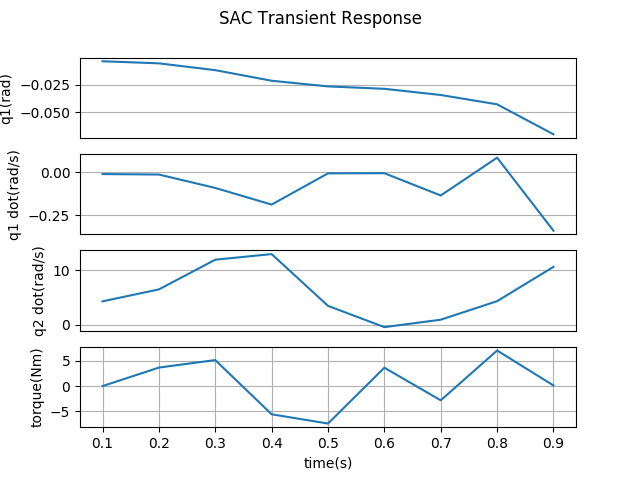 SAC Transient Response
q1(rad)
−0.025
−0.050
q1 dot(rad/s)
0.00
−0.25
q2 dot(rad/s)
10
0
torque(Nm)
5
0
−5
0.1 0.2 0.3 0.4 0.5 0.6 0.7 0.8 0.9
time(s)